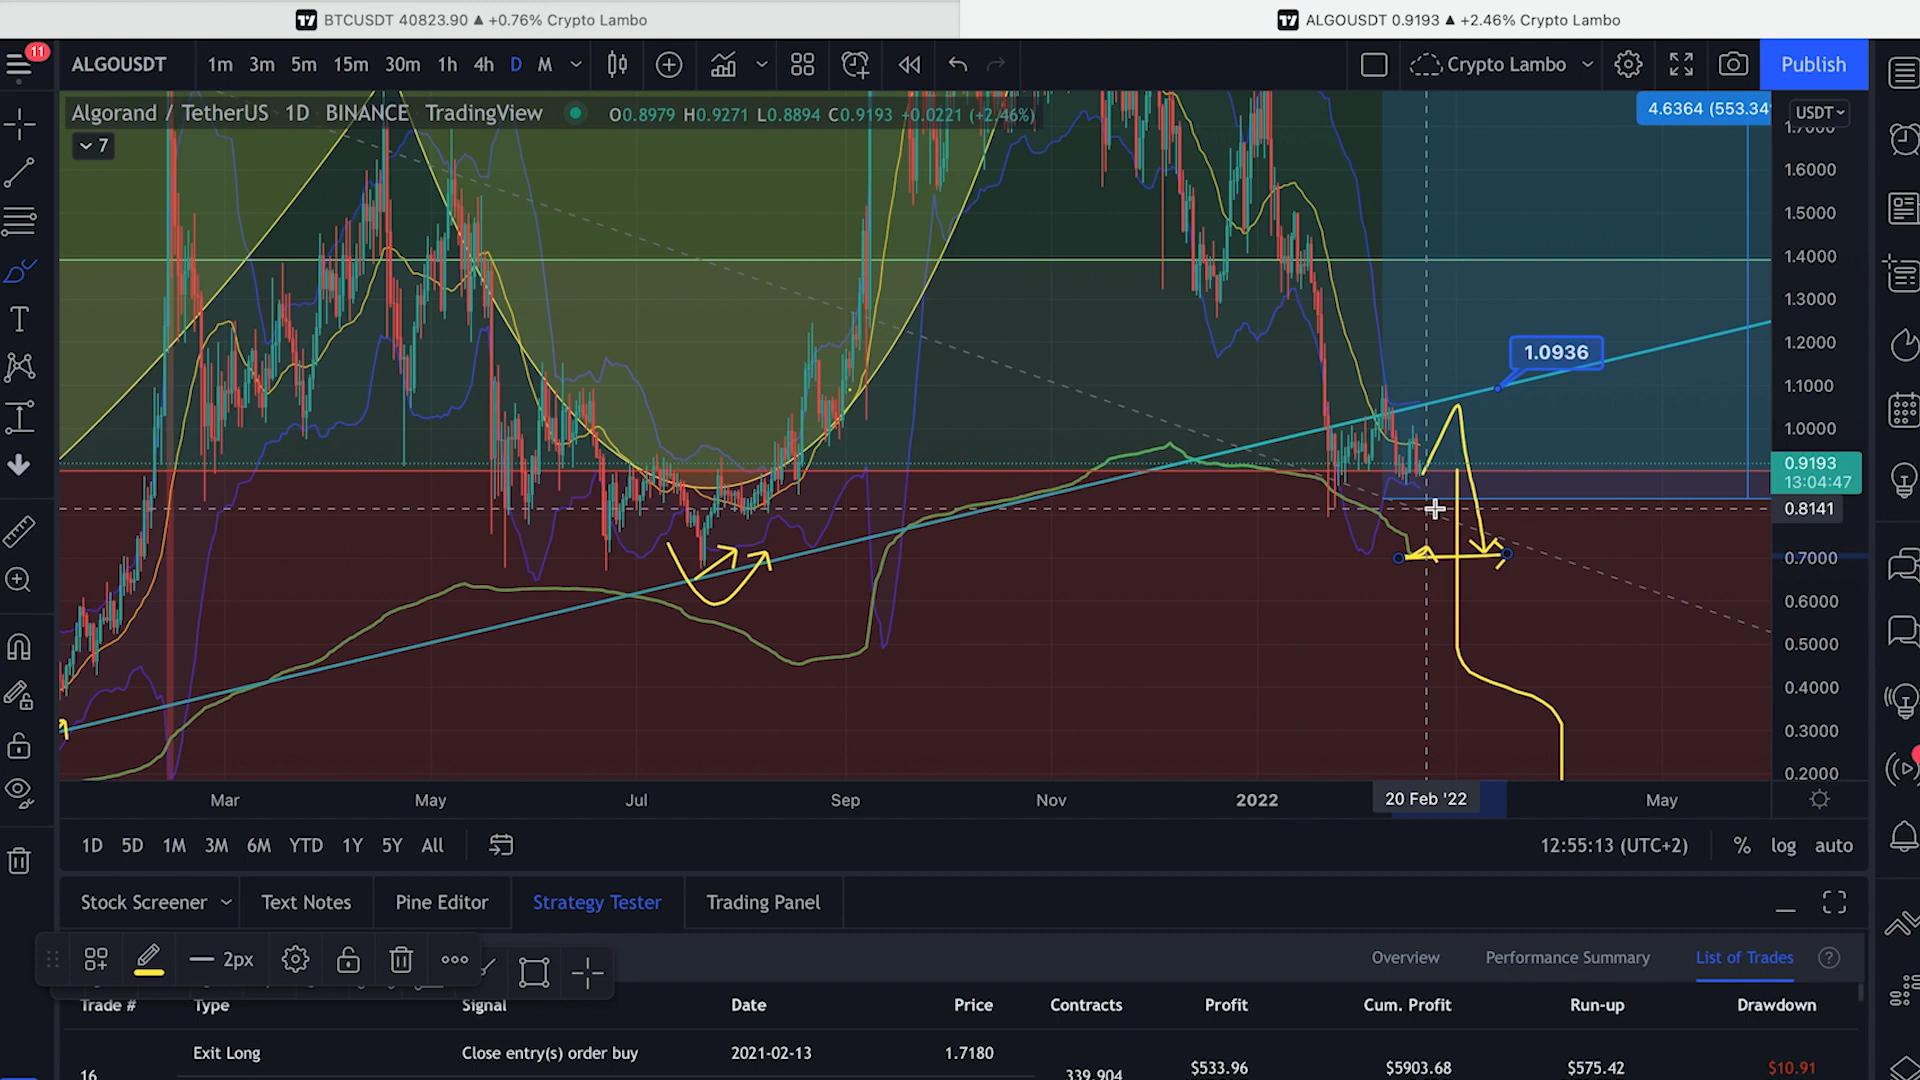 BTCUSDT 40823.90 ▲ +0.76% Crypto Lambo
ALGOUSDT 0.9193 ▲ +2.46% Crypto Lambo
11
ALGOUSDT 1m 3m 5m 15m 30m 1h 4h D M
Crypto Lambo
Publish
Algorand / TetherUS 1D BINANCE TradingView O0.8979 H0.9271 L0.8894 C0.9193 +0.0221 (+2.46%)
7
4.6364 (553.34
USDT
1.7000
1.6000
1.5000
1.4000
1.3000
1.2000
1.0936
1.1000
1.0000
0.9193
13:04:47
0.8141
0.7000
0.6000
0.5000
0.4000
0.3000
0.2000
Mar May Jul Sep Nov 2022 20 Feb '22 May
1D 5D 1M 3M 6M YTD 1Y 5Y All
12:55:13 (UTC+2) % log auto
Stock Screener Text Notes Pine Editor Strategy Tester Trading Panel
2px
Overview Performance Summary List of Trades ?
Trade # Type Signal Date Price Contracts Profit Cum. Profit Run-up Drawdown
Exit Long Close entry(s) order buy 2021-02-13 1.7180
16 339.904 $533.96 $5903.68 $575.42 $10.91